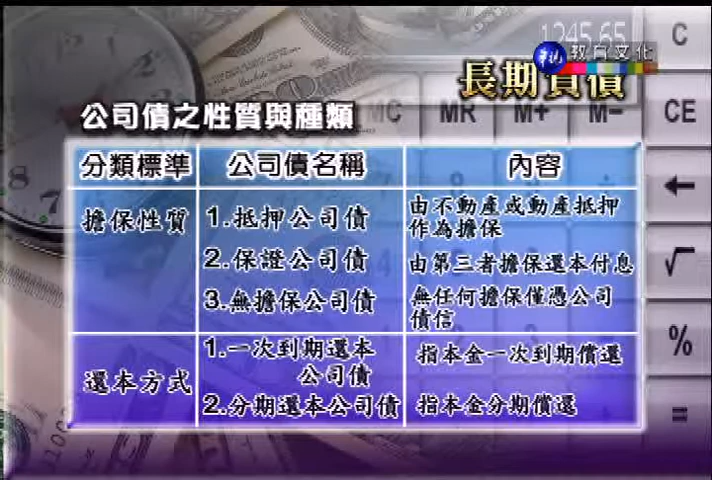 1245.65
華視 教育文化
長期負債
公司債之性質與種類
分類標準 公司債名稱 內容
擔保性質 1.抵押公司債 由不動產或動產抵押
作為擔保
2.保證公司債 由第三者擔保還本付息
3.無擔保公司債 無任何擔保僅憑公司
債信
還本方式 1.一次到期還本
公司債 指本金一次到期償還
2.分期還本公司債 指本金分期償還
C
MC MR M+ M- CE
←
√
%
=